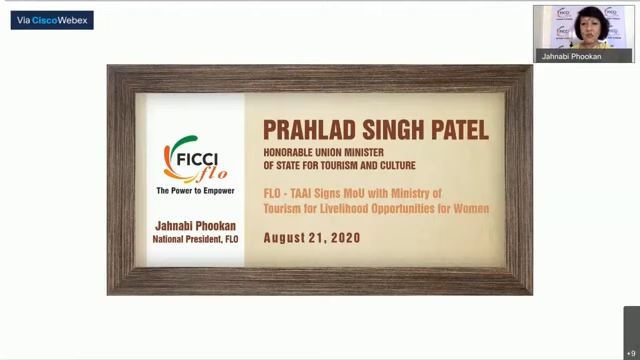 Via CiscoWebex
FICCI
Jahnabi Phookan
FICCI
flo
The Power to Empower
Jahnabi Phookan
National President, FLO
PRAHLAD SINGH PATEL
HONORABLE UNION MINISTER
OF STATE FOR TOURISM AND CULTURE
FLO - TAAI Signs MoU with Ministry of
Tourism for Livelihood Opportunities for Women
August 21, 2020
+9